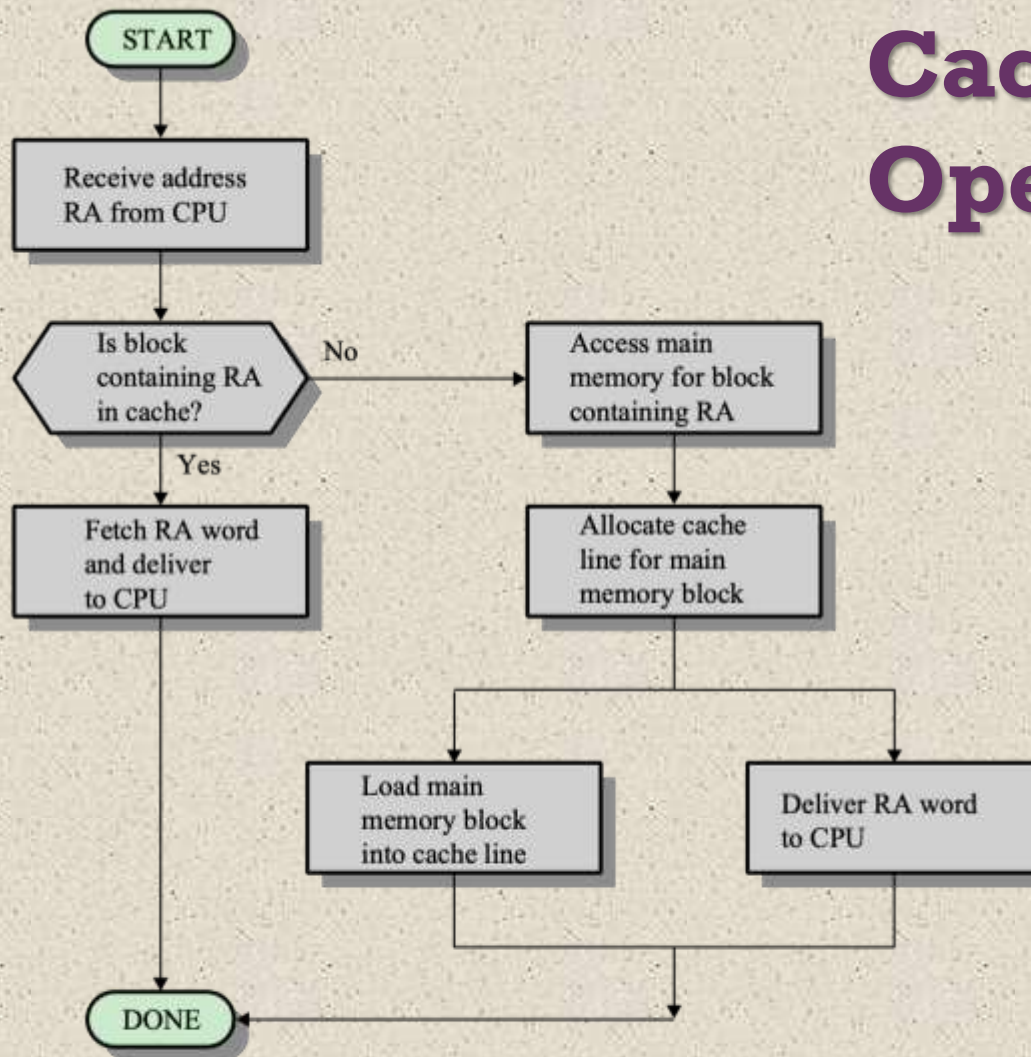 Cac
Ope
START
Receive address
RA from CPU
Is block
containing RA
in cache?
No
Yes
Access main
memory for block
containing RA
Fetch RA word
and deliver
to CPU
Allocate cache
line for main
memory block
Load main
memory block
into cache line
Deliver RA word
to CPU
DONE